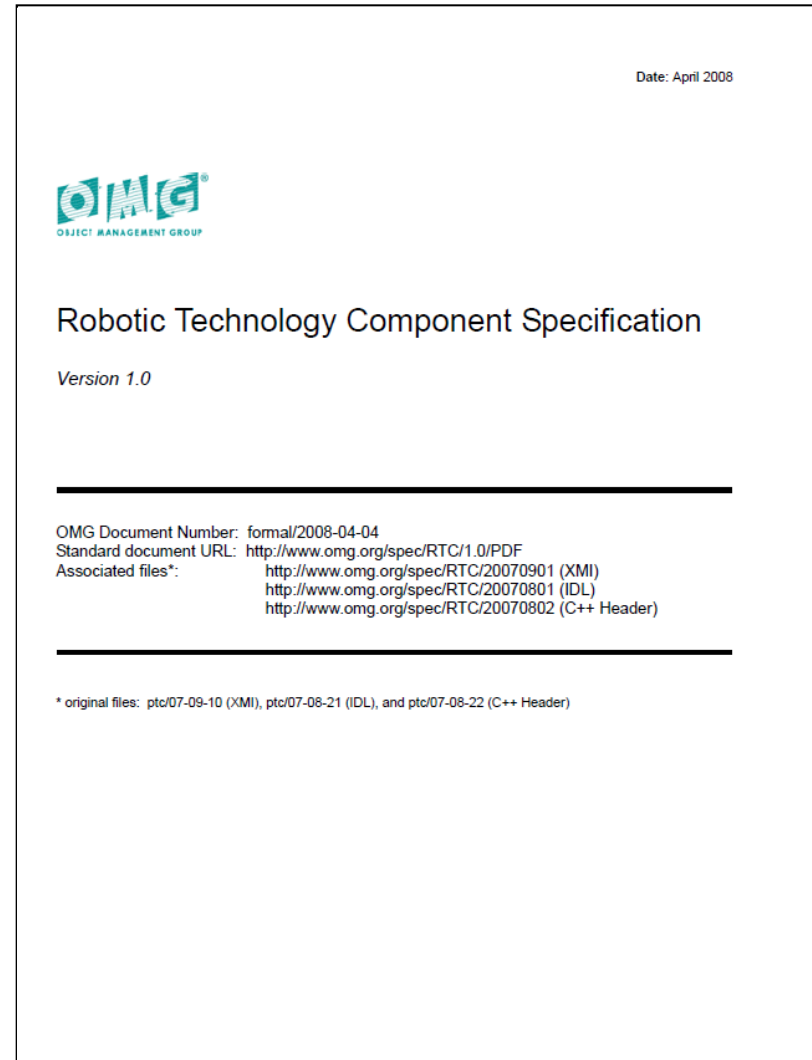 Date: April 2008
OMG®
OBJECT MANAGEMENT GROUP
Robotic Technology Component Specification
Version 1.0
OMG Document Number: formal/2008-04-04
Standard document URL: http://www.omg.org/spec/RTC/1.0/PDF
Associated files*: http://www.omg.org/spec/RTC/20070901 (XMI)
http://www.omg.org/spec/RTC/20070801 (IDL)
http://www.omg.org/spec/RTC/20070802 (C++ Header)
* original files: ptc/07-09-10 (XMI), ptc/07-08-21 (IDL), and ptc/07-08-22 (C++ Header)